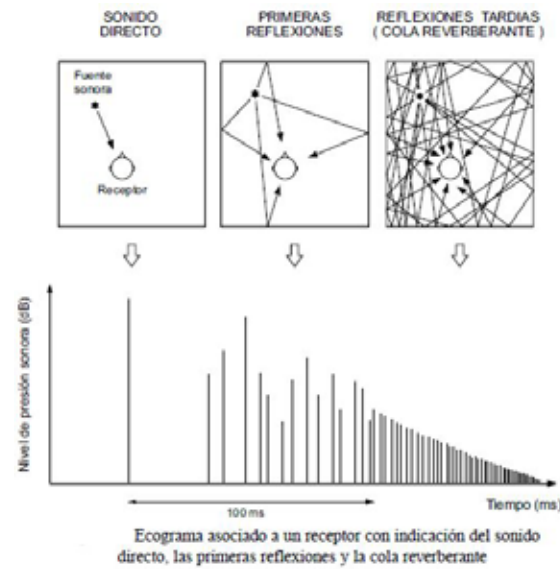 SONIDO
DIRECTO
PRIMERAS
REFLEXIONES
REFLEXIONES TARDIAS
( COLA REVERBERANTE )
Fuente
sonora
Receptor
Nivel de presión sonora (dB)
100 ms
Tiempo (ms)
Ecograma asociado a un receptor con indicación del sonido
directo, las primeras reflexiones y la cola reverberante